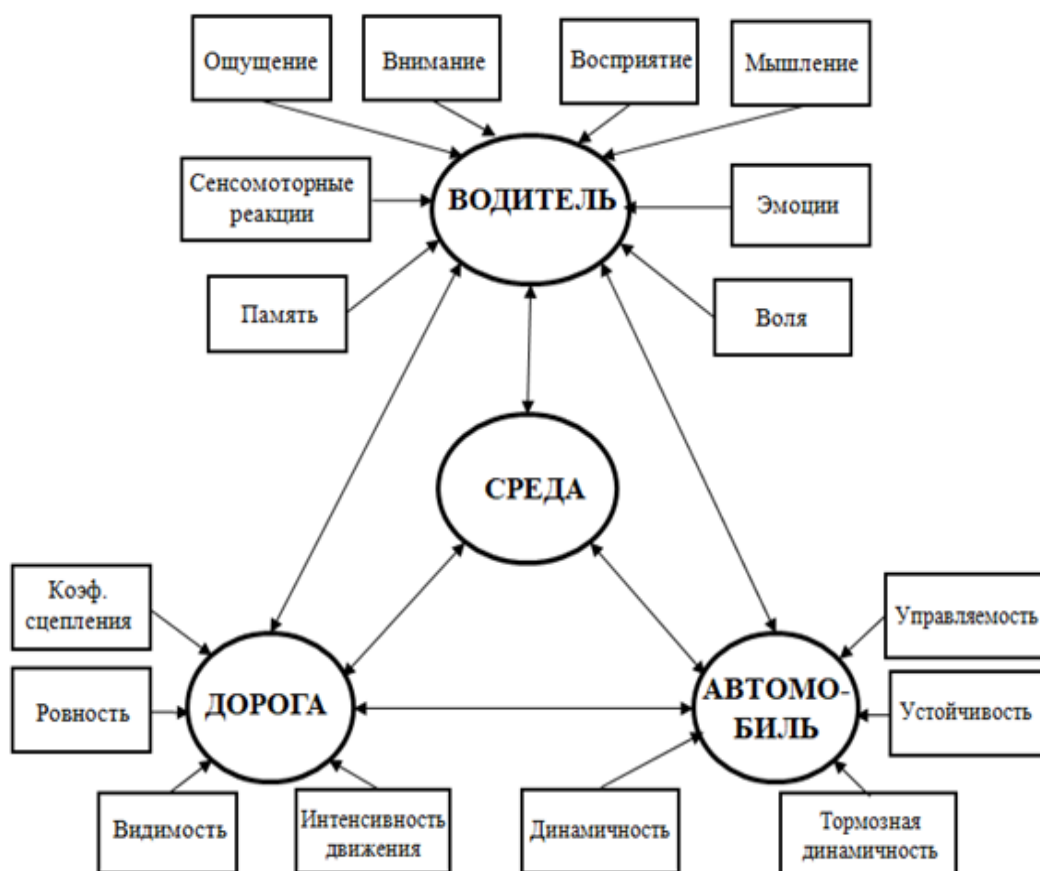 Ощущение
Внимание
Восприятие
Мышление
Сенсомоторные
реакции
ВОДИТЕЛЬ
Эмоции
Память
Воля
СРЕДА
Коэф.
сцепления
Управляемость
Ровность
ДОРОГА
АВТОМО-
БИЛЬ
Устойчивость
Видимость
Интенсивность
движения
Динамичность
Тормозная
динамичность